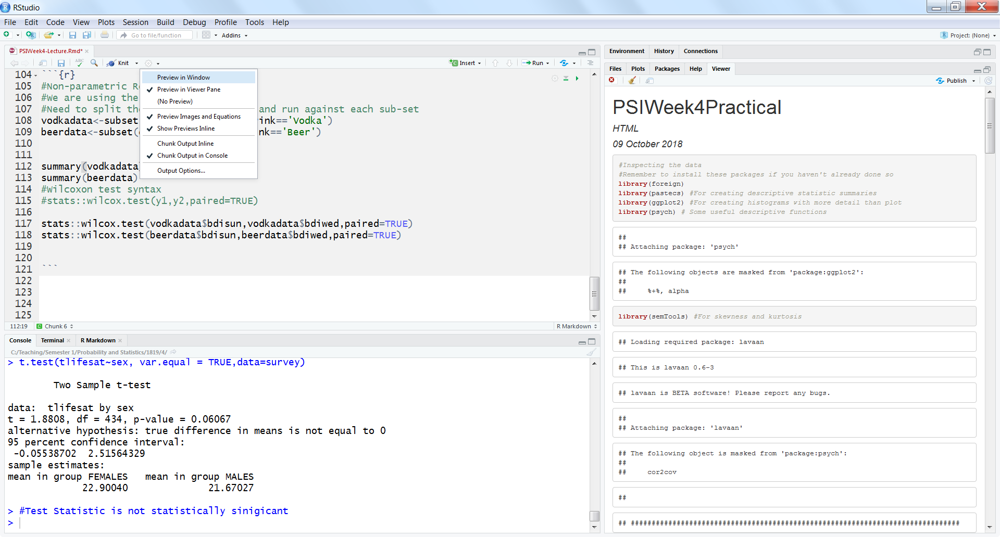 RStudio
File Edit Code View Plots Session Build Debug Profile Tools Help
Go to file/function Addins Project: (None)
PSIWeek4-Lecture.Rmd*
ABC Knit Insert Run
104 ```{r}
105 #Non-parametric R
106 #We are using the
107 #Need to split th and run against each sub-set
108 vodkadata<-subset rink=='Vodka')
109 beerdata<-subset( nk=='Beer')
110
111
112 summary(vodkadata)
113 summary(beerdata)
114 #Wilcoxon test syntax
115 #stats::wilcox.test(y1,y2,paired=TRUE)
116
117 stats::wilcox.test(vodkadata$bdisun,vodkadata$bdiwed,paired=TRUE)
118 stats::wilcox.test(beerdata$bdisun,beerdata$bdiwed,paired=TRUE)
119
120
121 ```
122
123
124
125
Preview in Window
Preview in Viewer Pane
(No Preview)
Preview Images and Equations
Show Previews Inline
Chunk Output Inline
Chunk Output in Console
Output Options...
112:19 Chunk 6 R Markdown
Console Terminal R Markdown
C:/Teaching/Semester 1/Probability and Statistics/1819/4/
> t.test(tlifesat~sex, var.equal = TRUE,data=survey)
Two Sample t-test
data: tlifesat by sex
t = 1.8808, df = 434, p-value = 0.06067
alternative hypothesis: true difference in means is not equal to 0
95 percent confidence interval:
-0.05538702 2.51564329
sample estimates:
mean in group FEMALES mean in group MALES
22.90040 21.67027
> #Test Statistic is not statistically sinigicant
>
Environment History Connections
Files Plots Packages Help Viewer
Publish
PSIWeek4Practical
HTML
09 October 2018
#Inspecting the data
#Remember to install these packages if you haven't already done so
library(foreign)
library(pastecs) #For creating descriptive statistic summaries
library(ggplot2) #For creating histograms with more detail than plot
library(psych) # Some useful descriptive functions
##
## Attaching package: 'psych'
## The following objects are masked from 'package:ggplot2':
##
## %+%, alpha
library(semTools) #For skewness and kurtosis
## Loading required package: lavaan
## This is lavaan 0.6-3
## lavaan is BETA software! Please report any bugs.
##
## Attaching package: 'lavaan'
## The following object is masked from 'package:psych':
##
## cor2cov
##
## ###############################################################################